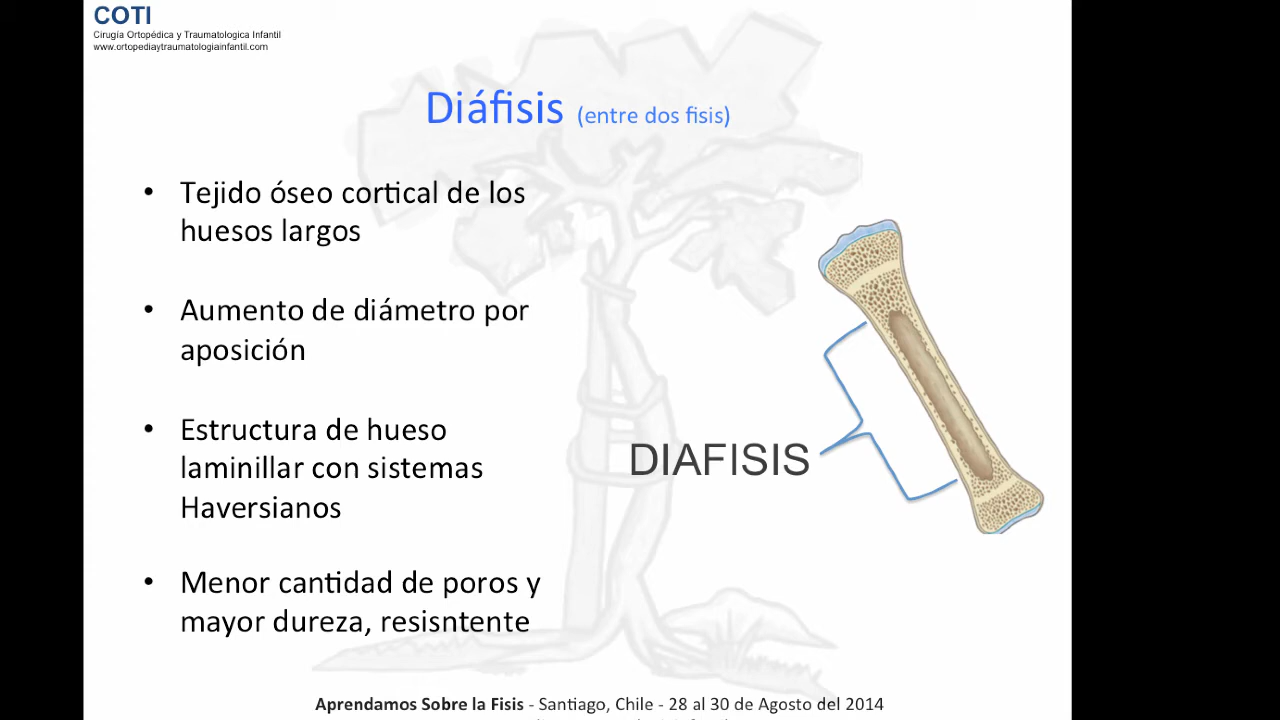 COTI
Cirugía Ortopédica y Traumatologica Infantil
www.ortopediaytraumatologiainfantil.com
Diáfisis (entre dos fisis)
• Tejido óseo cortical de los
huesos largos
• Aumento de diámetro por
aposición
• Estructura de hueso
laminillar con sistemas
Haversianos
• Menor cantidad de poros y
mayor dureza, resisntente
DIAFISIS
Aprendamos Sobre la Fisis - Santiago, Chile - 28 al 30 de Agosto del 2014